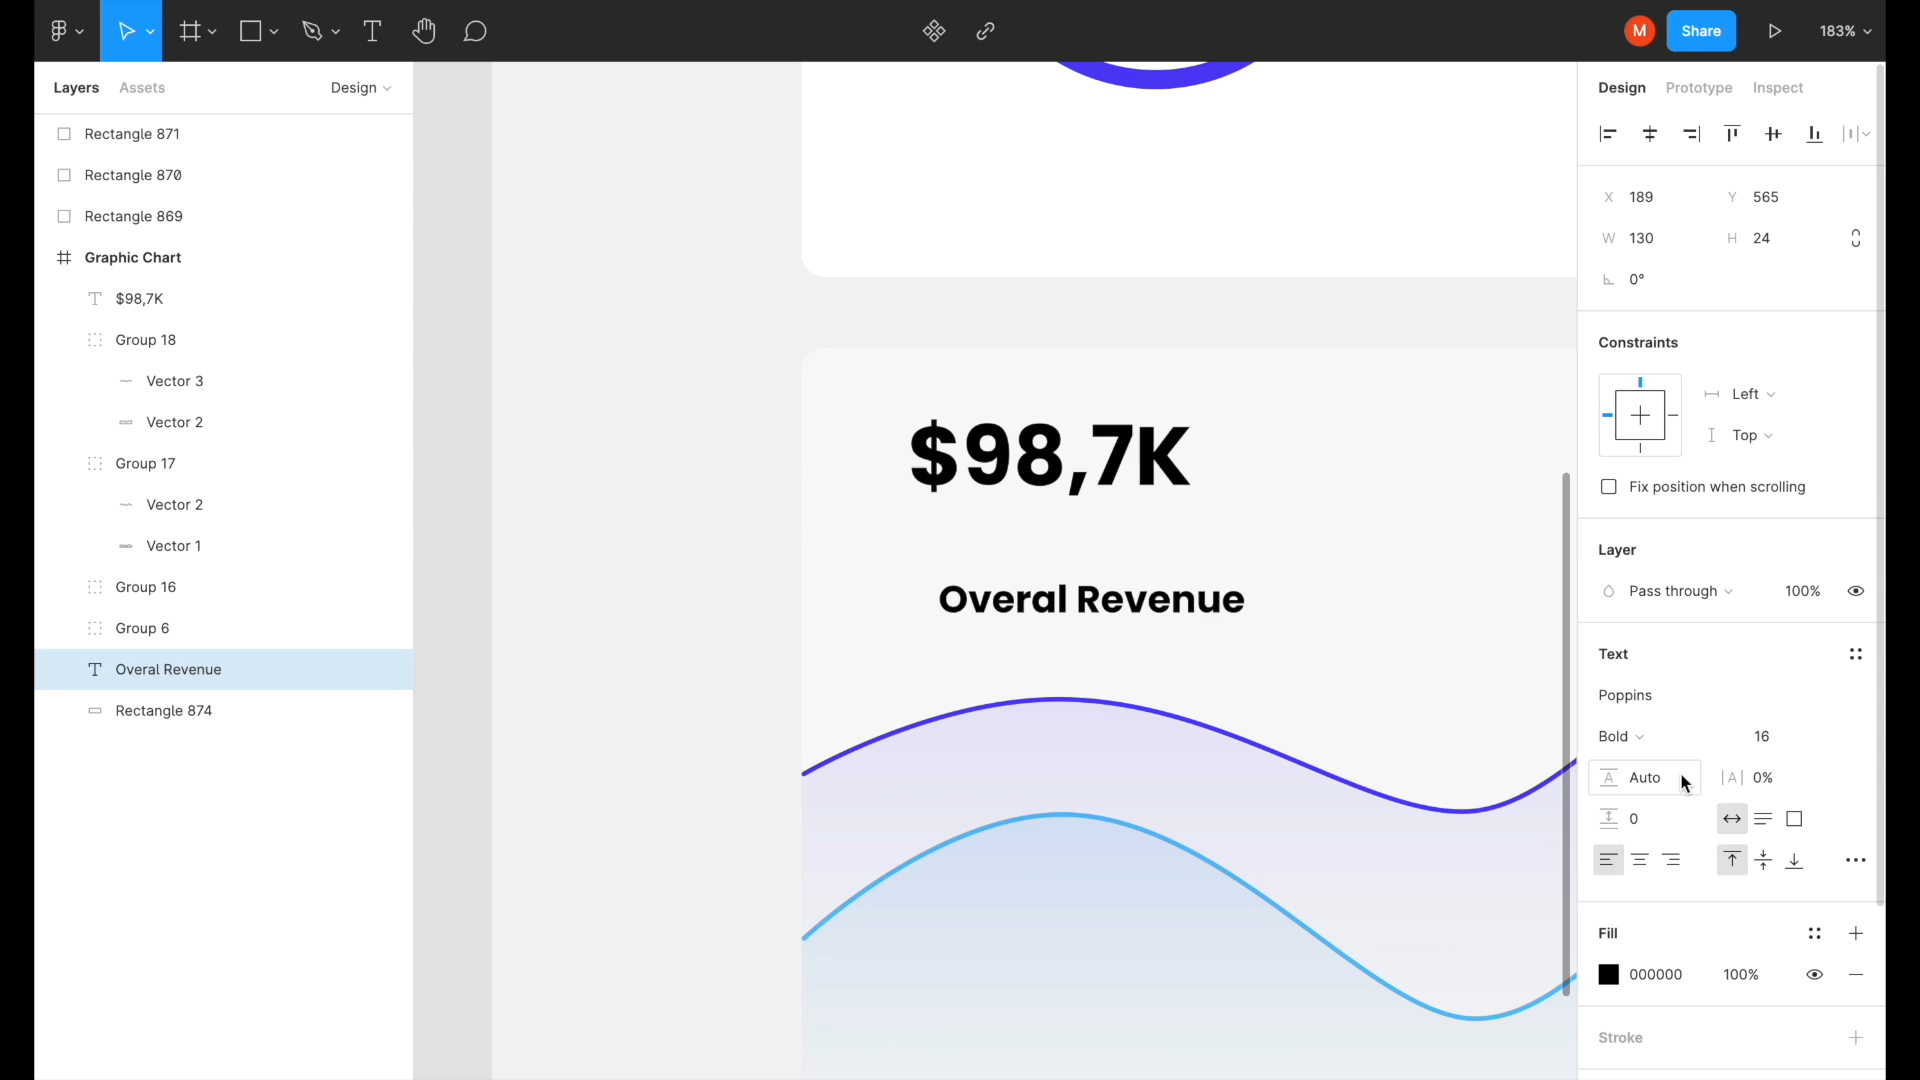 M
Share
183%
Layers
Assets
Design
Rectangle 871
Rectangle 870
Rectangle 869
Graphic Chart
$98,7K
Group 18
Vector 3
Vector 2
Group 17
Vector 2
Vector 1
Group 16
Group 6
Overal Revenue
Rectangle 874
$98,7K
Overal Revenue
Design Prototype Inspect
X 189 Y 565
W 130 H 24
0°
Constraints
Left
Top
Fix position when scrolling
Layer
Pass through 100%
Text
Poppins
Bold 16
A Auto |A| 0%
0
Fill
000000 100%
Stroke